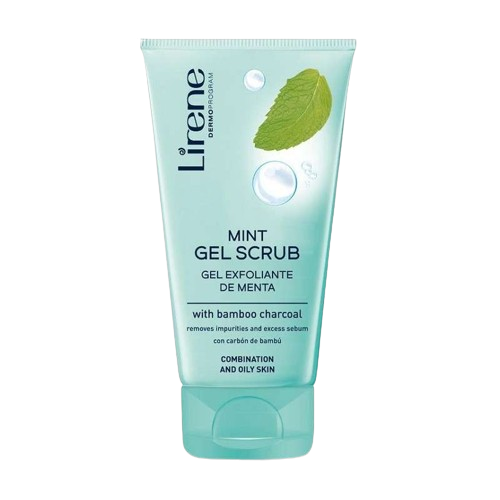 Lirene
DERMOPROGRAM
MINT
GEL SCRUB
GEL EXFOLIANTE
DE MENTA
with bamboo charcoal
removes impurities and excess sebum
con carbón de bambú
COMBINATION
AND OILY SKIN